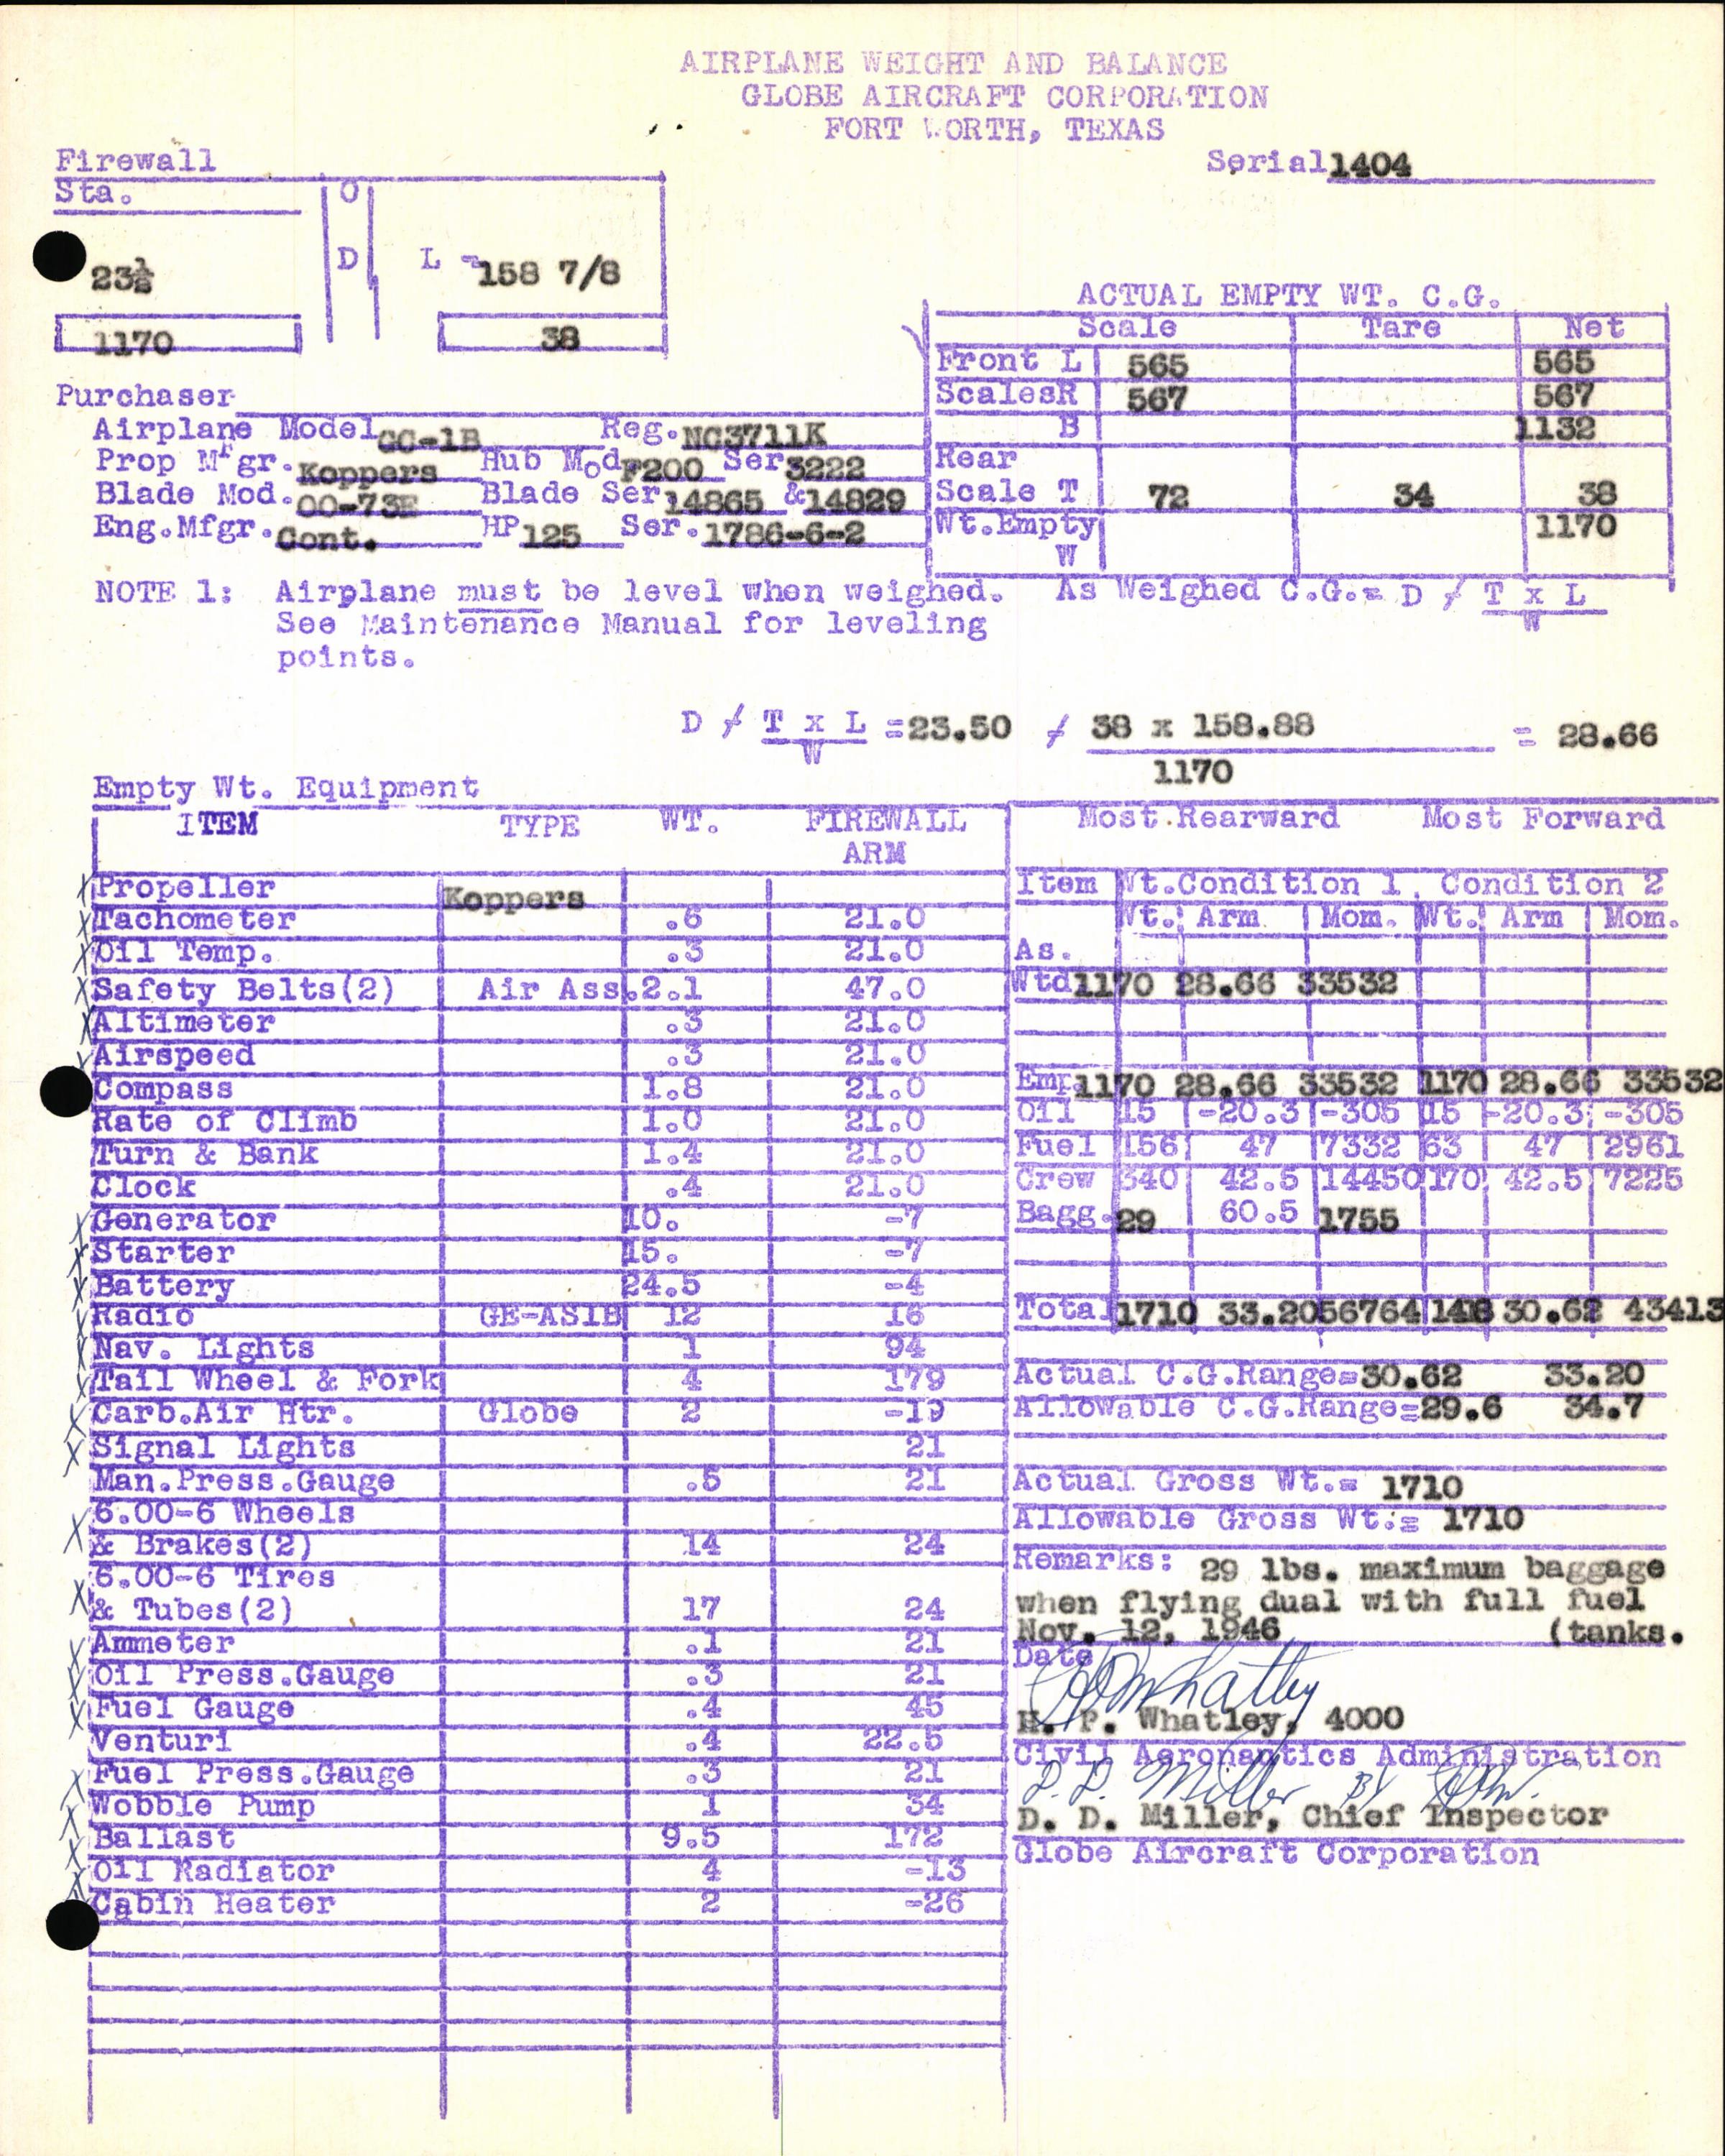 AIRPLANE WEIGHT AND BALANCE
GLOBE AIRCRAFT CORPORATION
FORT WORTH, TEXAS
Serial 1404
Firewall
Sta.
O
D
23½
L = 158 7/8
1170
38
ACTUAL EMPTY WT. C.G.
Scale Tare Net
Front L 565 565
Scales R 567 567
B 1132
Rear
Scale T 72 34 38
Wt. Empty 1170
W
Purchaser
Airplane Model GC-1B Reg. NC3711K
Prop Mfgr. Koppers Hub Mod F200 Ser 3222
Blade Mod. 00-73E Blade Ser 14865 & 14829
Eng.Mfgr. Cont. HP 125 Ser. 1786-6-2
NOTE 1: Airplane must be level when weighed.
See Maintenance Manual for leveling
points.
As Weighed C.G.= D / T x L
W
D / T x L = 23.50 / 38 x 158.88 = 28.66
W 1170
Empty Wt. Equipment
ITEM TYPE WT. FIREWALL
ARM
Propeller Koppers
Tachometer .6 21.0
Oil Temp. .3 21.0
Safety Belts(2) Air Ass. 2.1 47.0
Altimeter .3 21.0
Airspeed .3 21.0
Compass 1.8 21.0
Rate of Climb 1.0 21.0
Turn & Bank 1.4 21.0
Clock .4 21.0
Generator 10. -7
Starter 15. -7
Battery 24.5 -4
Radio GE-AS1B 12 16
Nav. Lights 1 94
Tail Wheel & Fork 4 179
Carb.Air Htr. Globe 2 -19
Signal Lights 21
Man.Press.Gauge .5 21
6.00-6 Wheels
& Brakes(2) 14 24
6.00-6 Tires
& Tubes(2) 17 24
Ammeter .1 21
Oil Press.Gauge .3 21
Fuel Gauge .4 45
Venturi .4 22.5
Fuel Press.Gauge .3 21
Wobble Pump 1 34
Ballast 9.5 172
Oil Radiator 4 -13
Cabin Heater 2 -26
Most Rearward Most Forward
Item Wt.Condition 1, Condition 2
Wt. Arm Mom. Wt. Arm Mom.
As.
Wtd 1170 28.66 33532
Emp. 1170 28.66 33532 1170 28.66 33532
Oil 15 -20.3 -305 15 -20.3 -305
Fuel 156 47 7332 63 47 2961
Crew 340 42.5 14450 170 42.5 7225
Bagg. 29 60.5 1755
Total 1710 33.20 56764 1418 30.62 43413
Actual C.G.Range= 30.62 33.20
Allowable C.G.Range= 29.6 34.7
Actual Gross Wt.= 1710
Allowable Gross Wt.= 1710
Remarks: 29 lbs. maximum baggage
when flying dual with full fuel
Nov. 12, 1946 (tanks.
Date
HPWhatley
H. P. Whatley, 4000
Civil Aeronautics Administration
D. D. Miller BY
D. D. Miller, Chief Inspector
Globe Aircraft Corporation